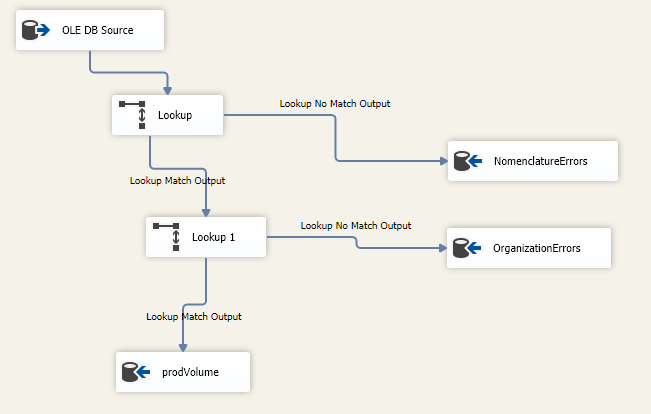 OLE DB Source
Lookup No Match Output
Lookup
NomenclatureErrors
Lookup Match Output
Lookup No Match Output
Lookup 1
OrganizationErrors
Lookup Match Output
prodVolume